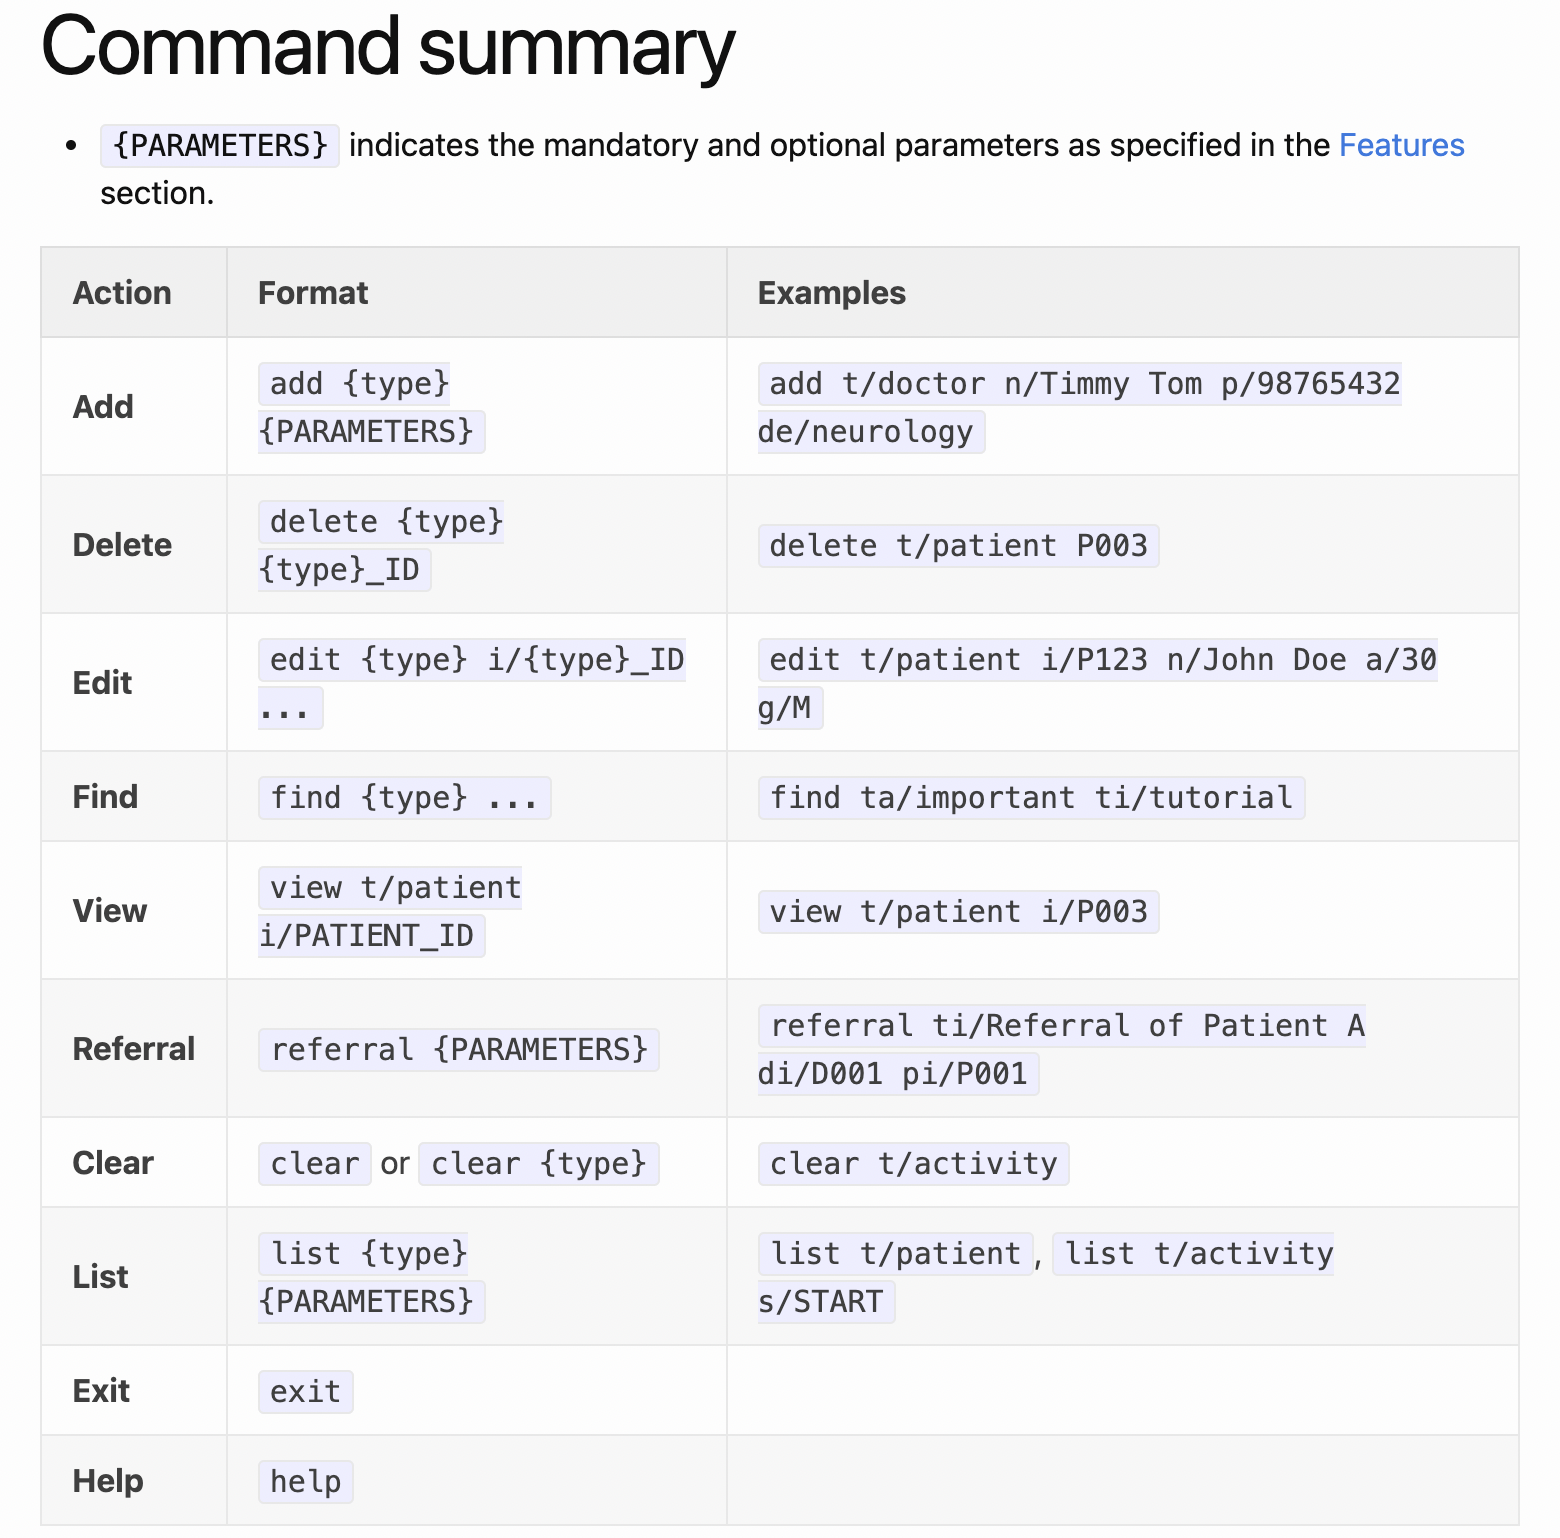 Command summary
• {PARAMETERS} indicates the mandatory and optional parameters as specified in the Features
section.
Action Format Examples
Add add {type} {PARAMETERS} add t/doctor n/Timmy Tom p/98765432 de/neurology
Delete delete {type} {type}_ID delete t/patient P003
Edit edit {type} i/{type}_ID ... edit t/patient i/P123 n/John Doe a/30 g/M
Find find {type} ... find ta/important ti/tutorial
View view t/patient i/PATIENT_ID view t/patient i/P003
Referral referral {PARAMETERS} referral ti/Referral of Patient A di/D001 pi/P001
Clear clear or clear {type} clear t/activity
List list {type} {PARAMETERS} list t/patient, list t/activity s/START
Exit exit
Help help